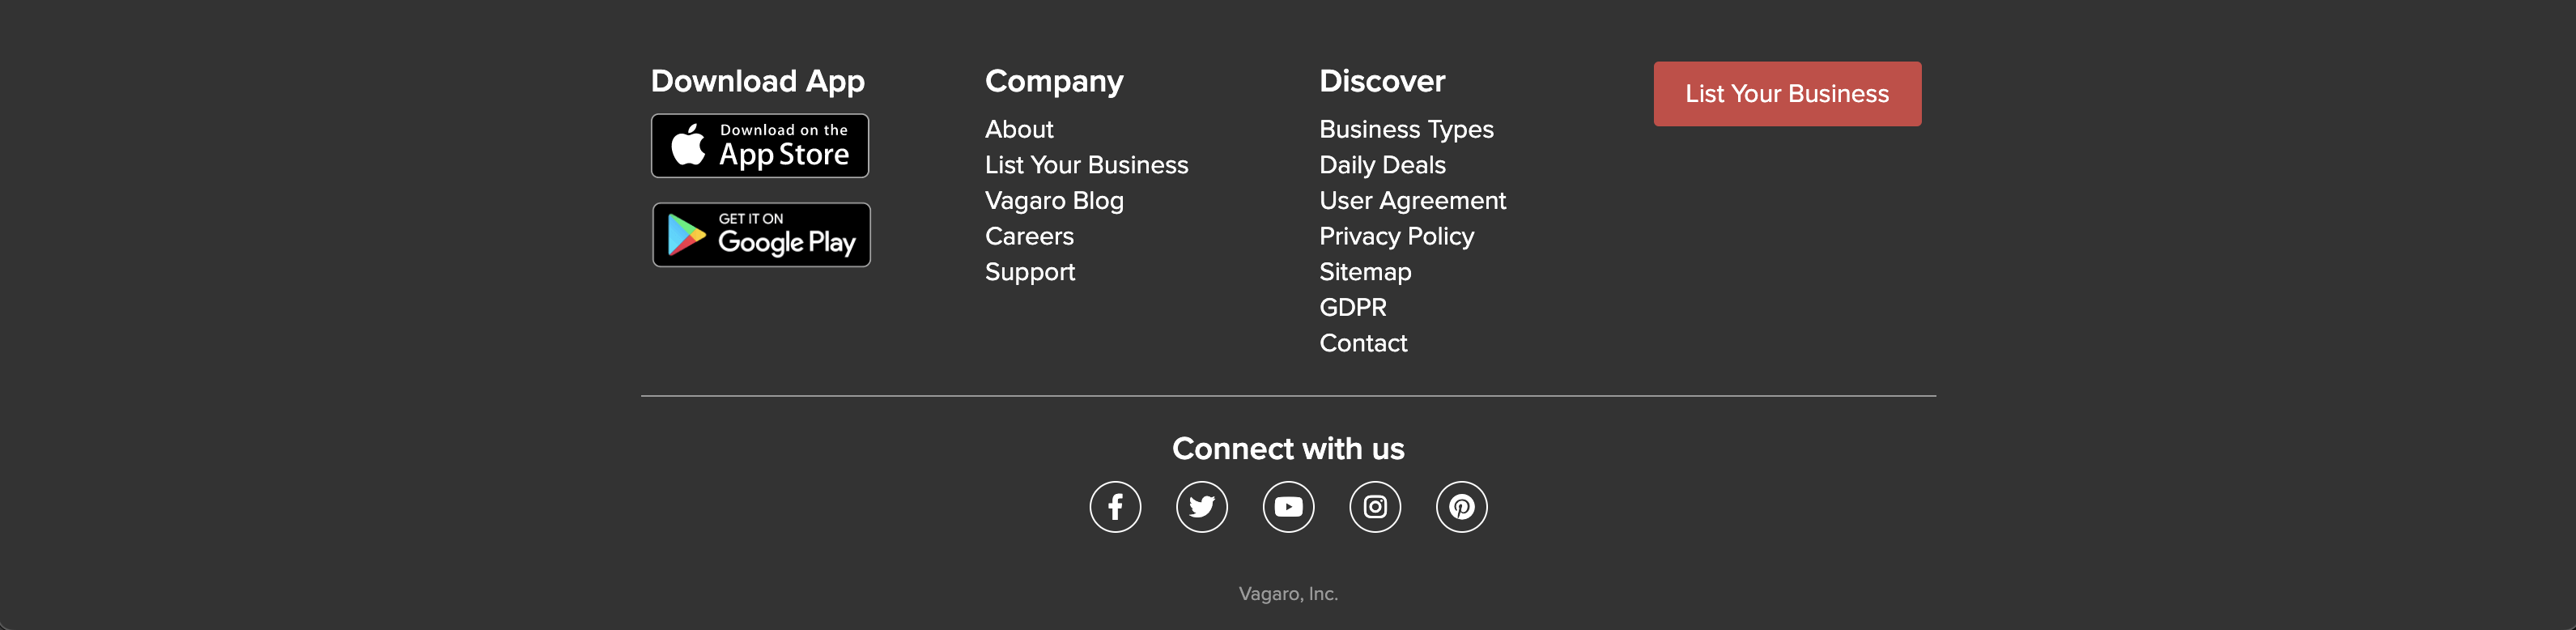 Download App
Download on the
App Store
GET IT ON
Google Play
Company
About
List Your Business
Vagaro Blog
Careers
Support
Discover
Business Types
Daily Deals
User Agreement
Privacy Policy
Sitemap
GDPR
Contact
List Your Business
Connect with us
Vagaro, Inc.